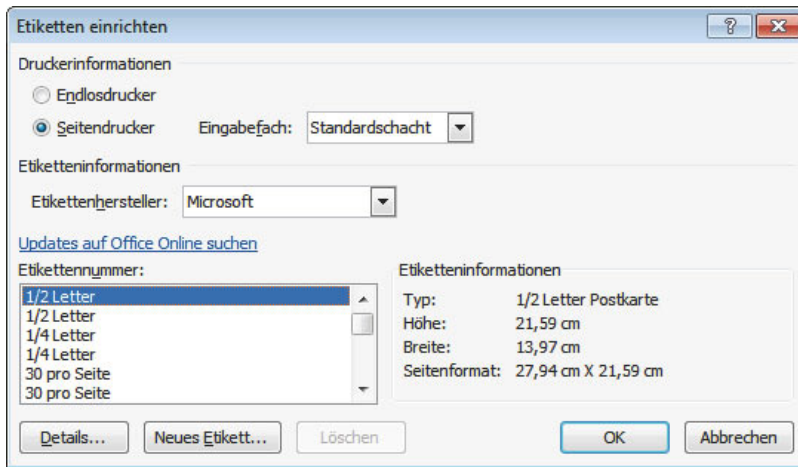 Etiketten einrichten
Druckerinformationen
Endlosdrucker
Seitendrucker Eingabefach: Standardschacht
Etiketteninformationen
Etikettenhersteller: Microsoft
Updates auf Office Online suchen
Etikettennummer:
1/2 Letter
1/2 Letter
1/4 Letter
1/4 Letter
30 pro Seite
30 pro Seite
Etiketteninformationen
Typ: 1/2 Letter Postkarte
Höhe: 21,59 cm
Breite: 13,97 cm
Seitenformat: 27,94 cm X 21,59 cm
Details... Neues Etikett... Löschen OK Abbrechen